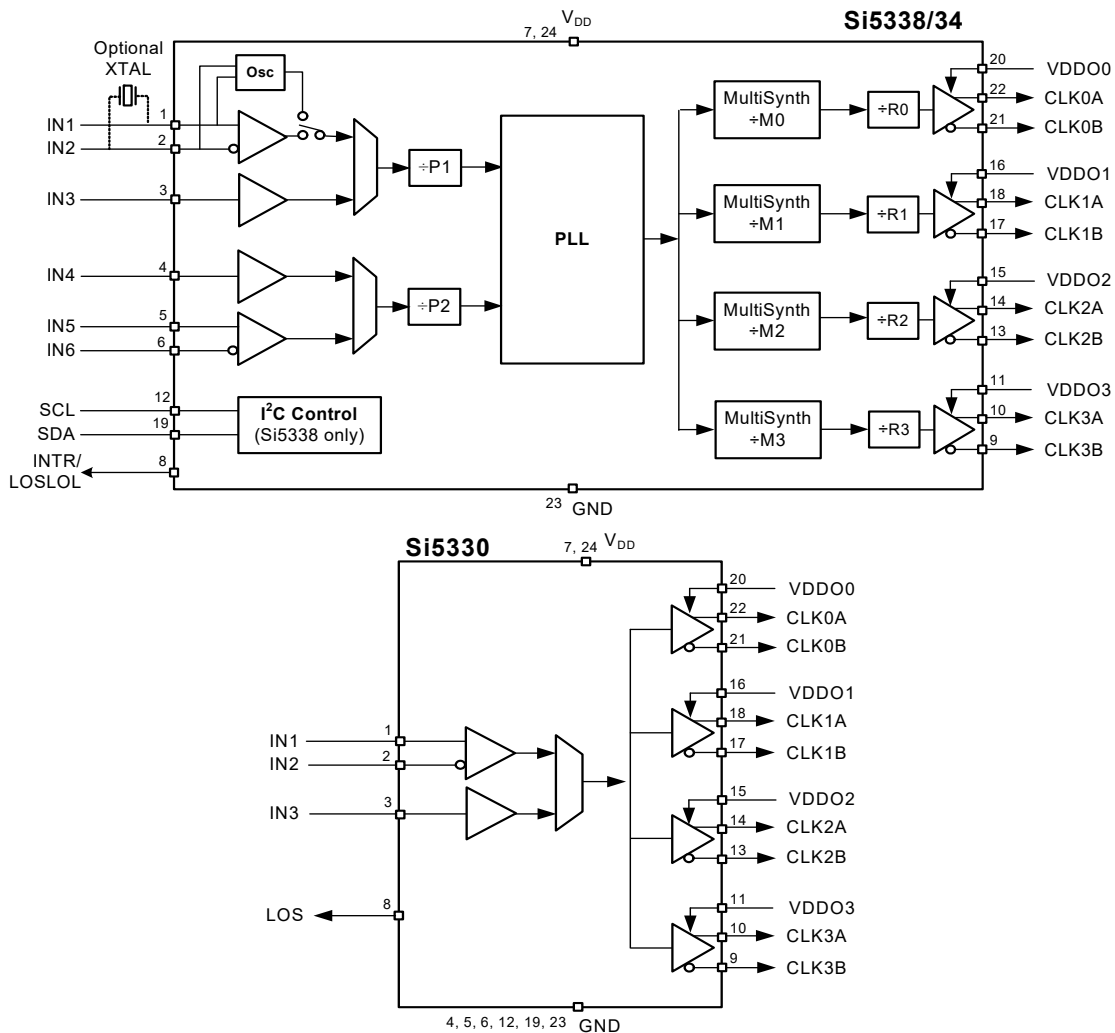 V_DD
7, 24
Si5338/34
Optional
XTAL
Osc
IN1
1
IN2
2
IN3
3
÷P1
IN4
4
IN5
5
IN6
6
÷P2
PLL
MultiSynth
÷M0
÷R0
20
VDDO0
22
CLK0A
21
CLK0B
MultiSynth
÷M1
÷R1
16
VDDO1
18
CLK1A
17
CLK1B
MultiSynth
÷M2
÷R2
15
VDDO2
14
CLK2A
13
CLK2B
MultiSynth
÷M3
÷R3
11
VDDO3
10
CLK3A
9
CLK3B
SCL
12
SDA
19
I²C Control
(Si5338 only)
INTR/
LOSLOL
8
23 GND
Si5330
7, 24 V_DD
IN1
1
IN2
2
IN3
3
LOS
8
20
VDDO0
22
CLK0A
21
CLK0B
16
VDDO1
18
CLK1A
17
CLK1B
15
VDDO2
14
CLK2A
13
CLK2B
11
VDDO3
10
CLK3A
9
CLK3B
4, 5, 6, 12, 19, 23 GND